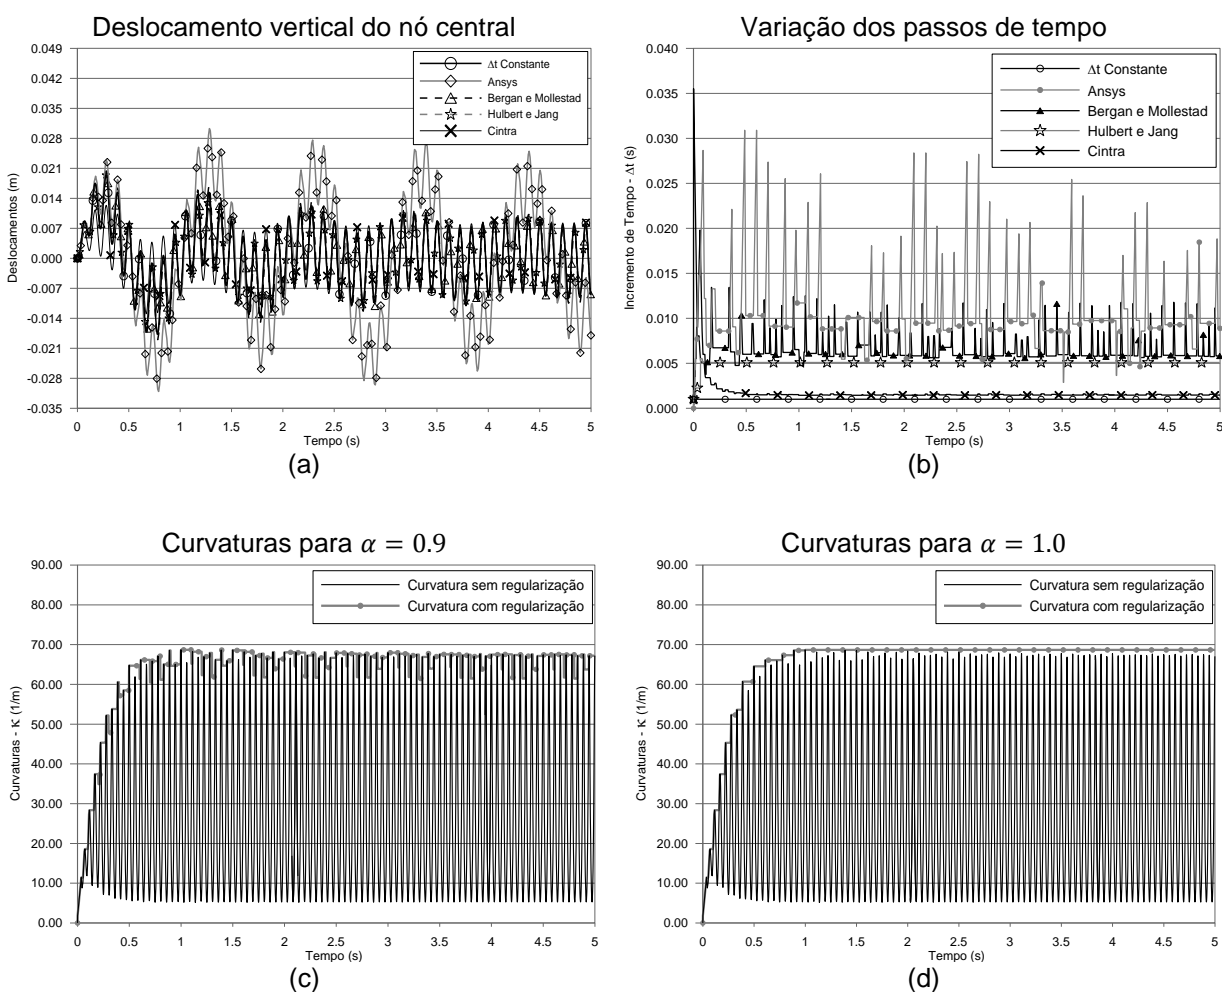 Deslocamento vertical do nó central
0.049
0.042
0.035
0.028
0.021
0.014
0.007
0.000
-0.007
-0.014
-0.021
-0.028
-0.035
Deslocamentos (m)
Δt Constante
Ansys
Bergan e Mollestad
Hulbert e Jang
Cintra
0 0.5 1 1.5 2 2.5 3 3.5 4 4.5 5
Tempo (s)
(a)
Variação dos passos de tempo
0.040
0.035
0.030
0.025
0.020
0.015
0.010
0.005
0.000
Incremento de Tempo - Δt (s)
Δt Constante
Ansys
Bergan e Mollestad
Hulbert e Jang
Cintra
0 0.5 1 1.5 2 2.5 3 3.5 4 4.5 5
Tempo (s)
(b)
Curvaturas para α = 0.9
90.00
80.00
70.00
60.00
50.00
40.00
30.00
20.00
10.00
0.00
Curvaturas - κ (1/m)
Curvatura sem regularização
Curvatura com regularização
0 0.5 1 1.5 2 2.5 3 3.5 4 4.5 5
Tempo (s)
(c)
Curvaturas para α = 1.0
90.00
80.00
70.00
60.00
50.00
40.00
30.00
20.00
10.00
0.00
Curvaturas - κ (1/m)
Curvatura sem regularização
Curvatura com regularização
0 0.5 1 1.5 2 2.5 3 3.5 4 4.5 5
Tempo (s)
(d)